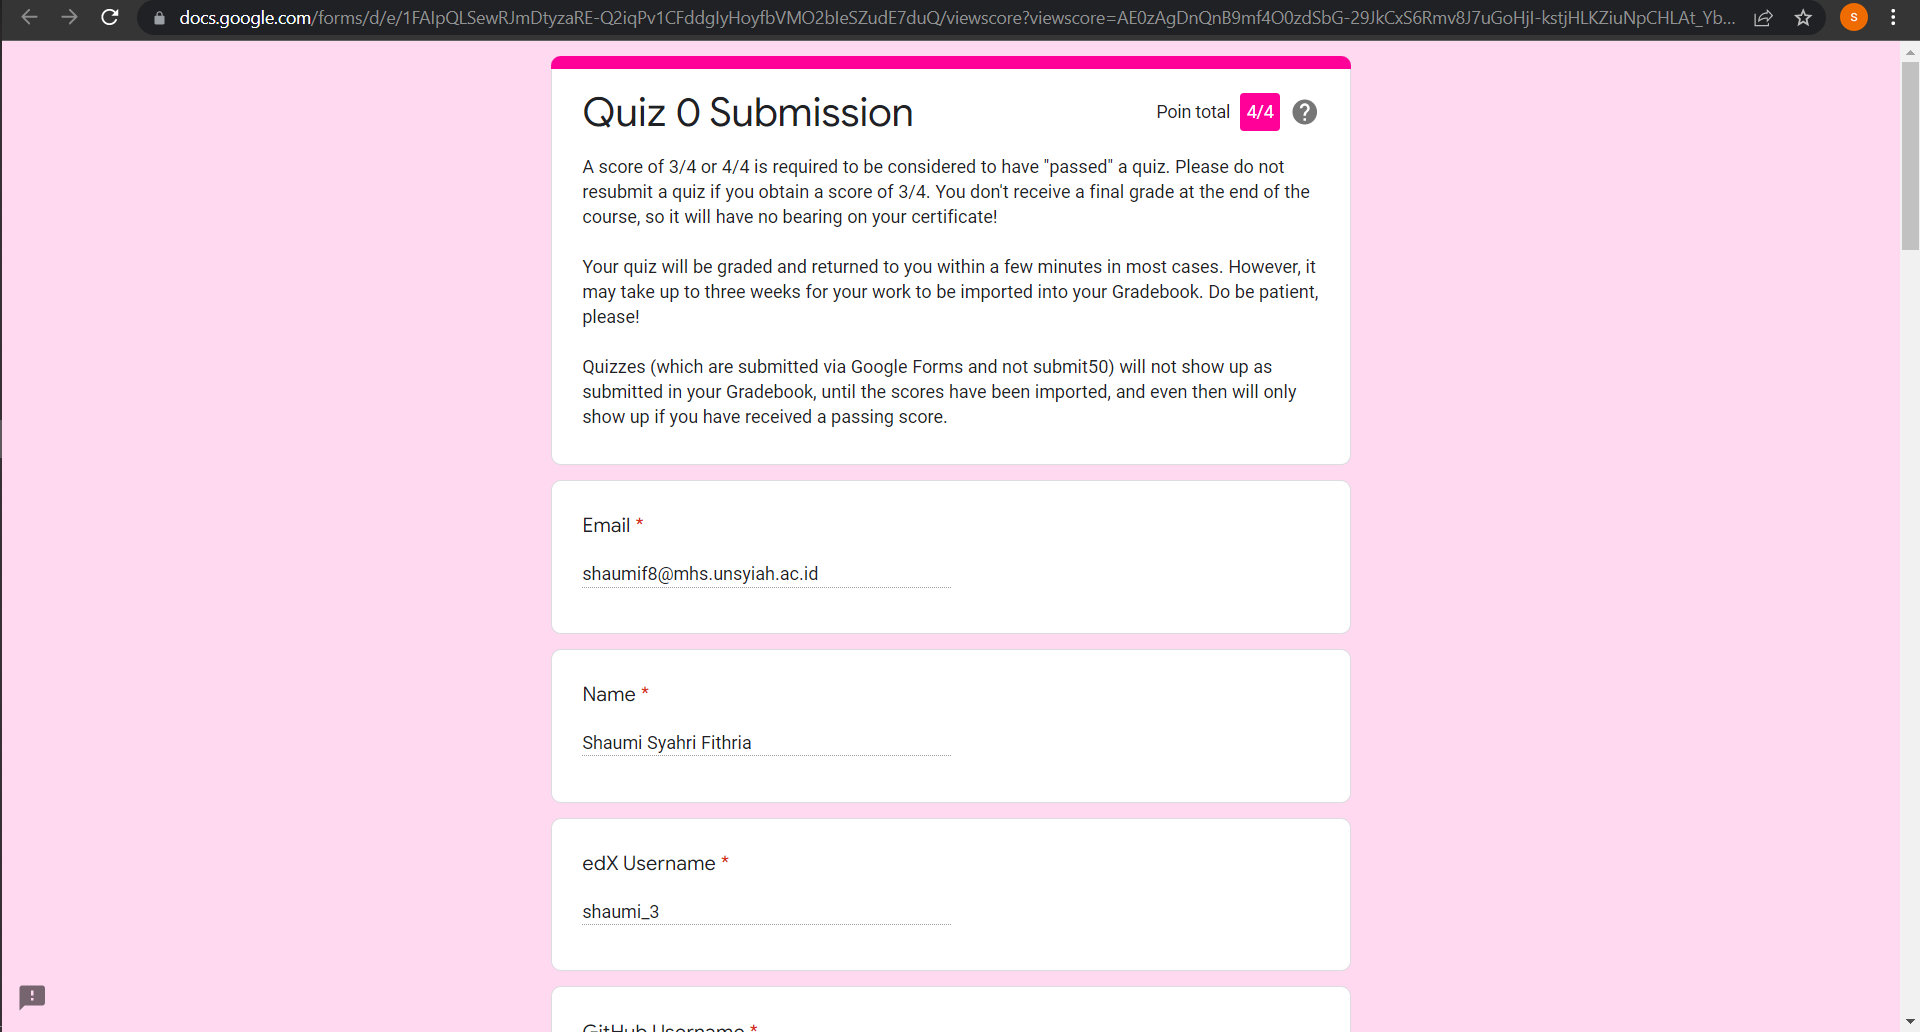 docs.google.com/forms/d/e/1FAIpQLSewRJmDtyzaRE-Q2iqPv1CFddgIyHoyfbVMO2bIeSZudE7duQ/viewscore?viewscore=AE0zAgDnQnB9mf4O0zdSbG-29JkCxS6Rmv8J7uGoHjI-kstjHLKZiuNpCHLAt_Yb...
S
Quiz 0 Submission
Poin total 4/4
A score of 3/4 or 4/4 is required to be considered to have "passed" a quiz. Please do not
resubmit a quiz if you obtain a score of 3/4. You don't receive a final grade at the end of the
course, so it will have no bearing on your certificate!
Your quiz will be graded and returned to you within a few minutes in most cases. However, it
may take up to three weeks for your work to be imported into your Gradebook. Do be patient,
please!
Quizzes (which are submitted via Google Forms and not submit50) will not show up as
submitted in your Gradebook, until the scores have been imported, and even then will only
show up if you have received a passing score.
Email *
shaumif8@mhs.unsyiah.ac.id
Name *
Shaumi Syahri Fithria
edX Username *
shaumi_3
GitHub Username *